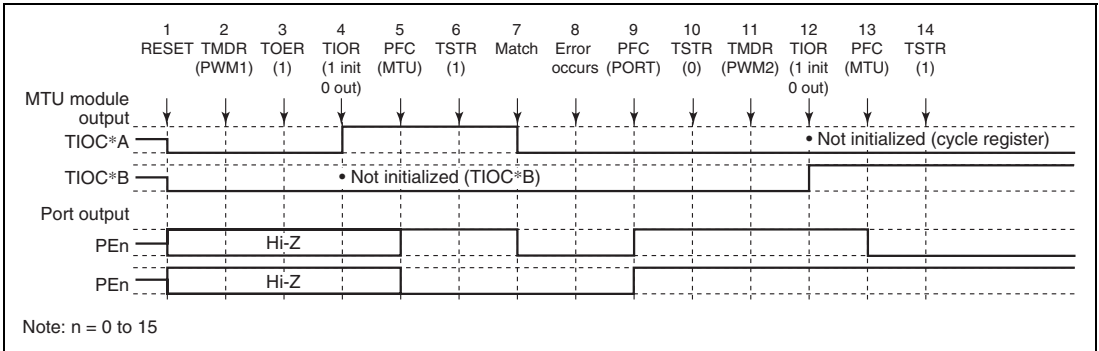 1 2 3 4 5 6 7 8 9 10 11 12 13 14
RESET TMDR TOER TIOR PFC TSTR Match Error PFC TSTR TMDR TIOR PFC TSTR
(PWM1) (1) (1 init (MTU) (1) occurs (PORT) (0) (PWM2) (1 init (MTU) (1)
0 out) 0 out)
MTU module
output
TIOC*A • Not initialized (cycle register)
TIOC*B • Not initialized (TIOC*B)
Port output
PEn Hi-Z
PEn Hi-Z
Note: n = 0 to 15